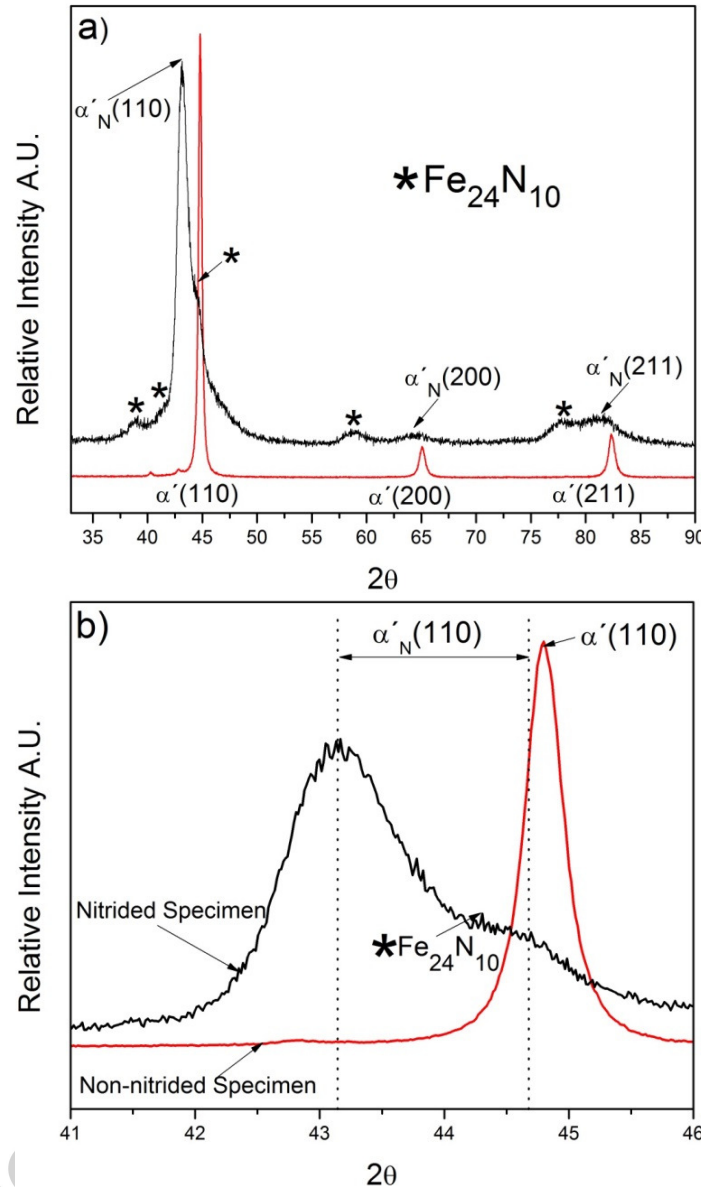 a)
α´N(110)
*Fe24N10
*
* *
*
α´N(200)
*
α´N(211)
α´(110)
α´(200)
α´(211)
Relative Intensity A.U.
35 40 45 50 55 60 65 70 75 80 85 90
2θ
b)
α´N(110)
α´(110)
Nitrided Specimen
*Fe24N10
Non-nitrided Specimen
Relative Intensity A.U.
41 42 43 44 45 46
2θ